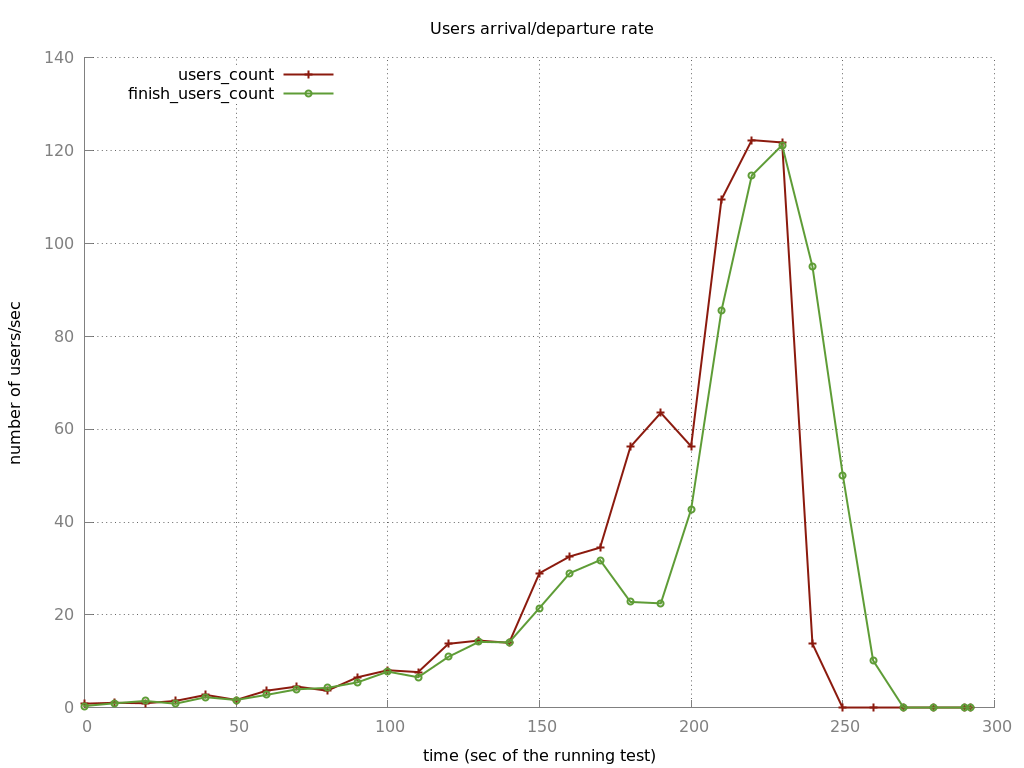 Users arrival/departure rate
140
120
100
80
60
40
20
0
users_count
finish_users_count
number of users/sec
0 50 100 150 200 250 300
time (sec of the running test)